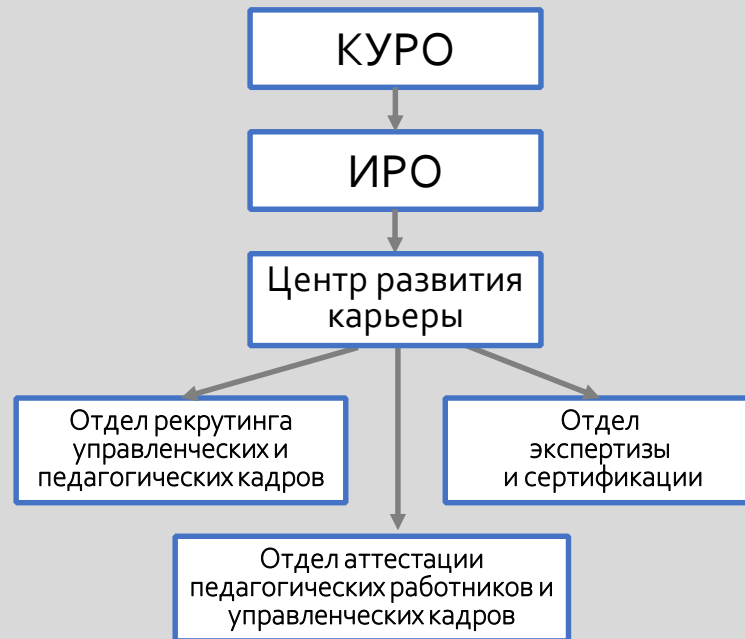 КУРО
ИРО
Центр развития
карьеры
Отдел рекрутинга
управленческих и
педагогических кадров
Отдел
экспертизы
и сертификации
Отдел аттестации
педагогических работников и
управленческих кадров